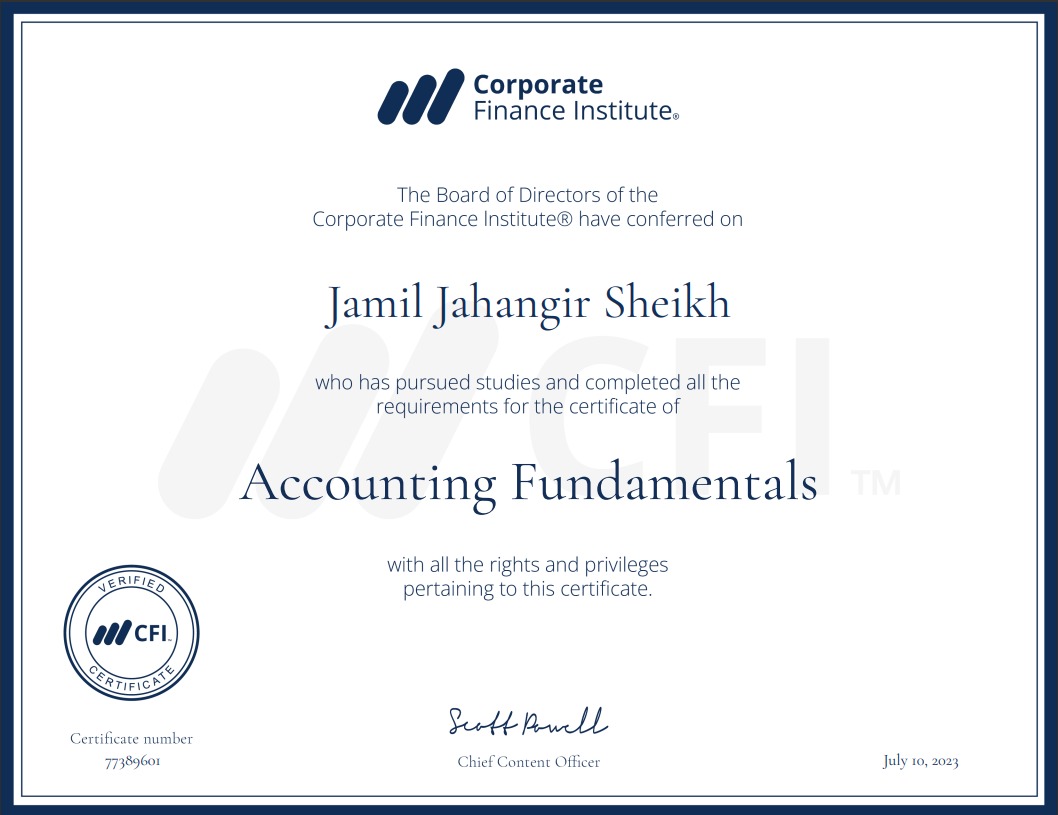 Corporate
Finance Institute®
The Board of Directors of the
Corporate Finance Institute® have conferred on
Jamil Jahangir Sheikh
CFI™
who has pursued studies and completed all the
requirements for the certificate of
Accounting Fundamentals
with all the rights and privileges
pertaining to this certificate.
VERIFIED
CFI™
CERTIFICATE
Scott Powell
Certificate number
77389601
Chief Content Officer
July 10, 2023